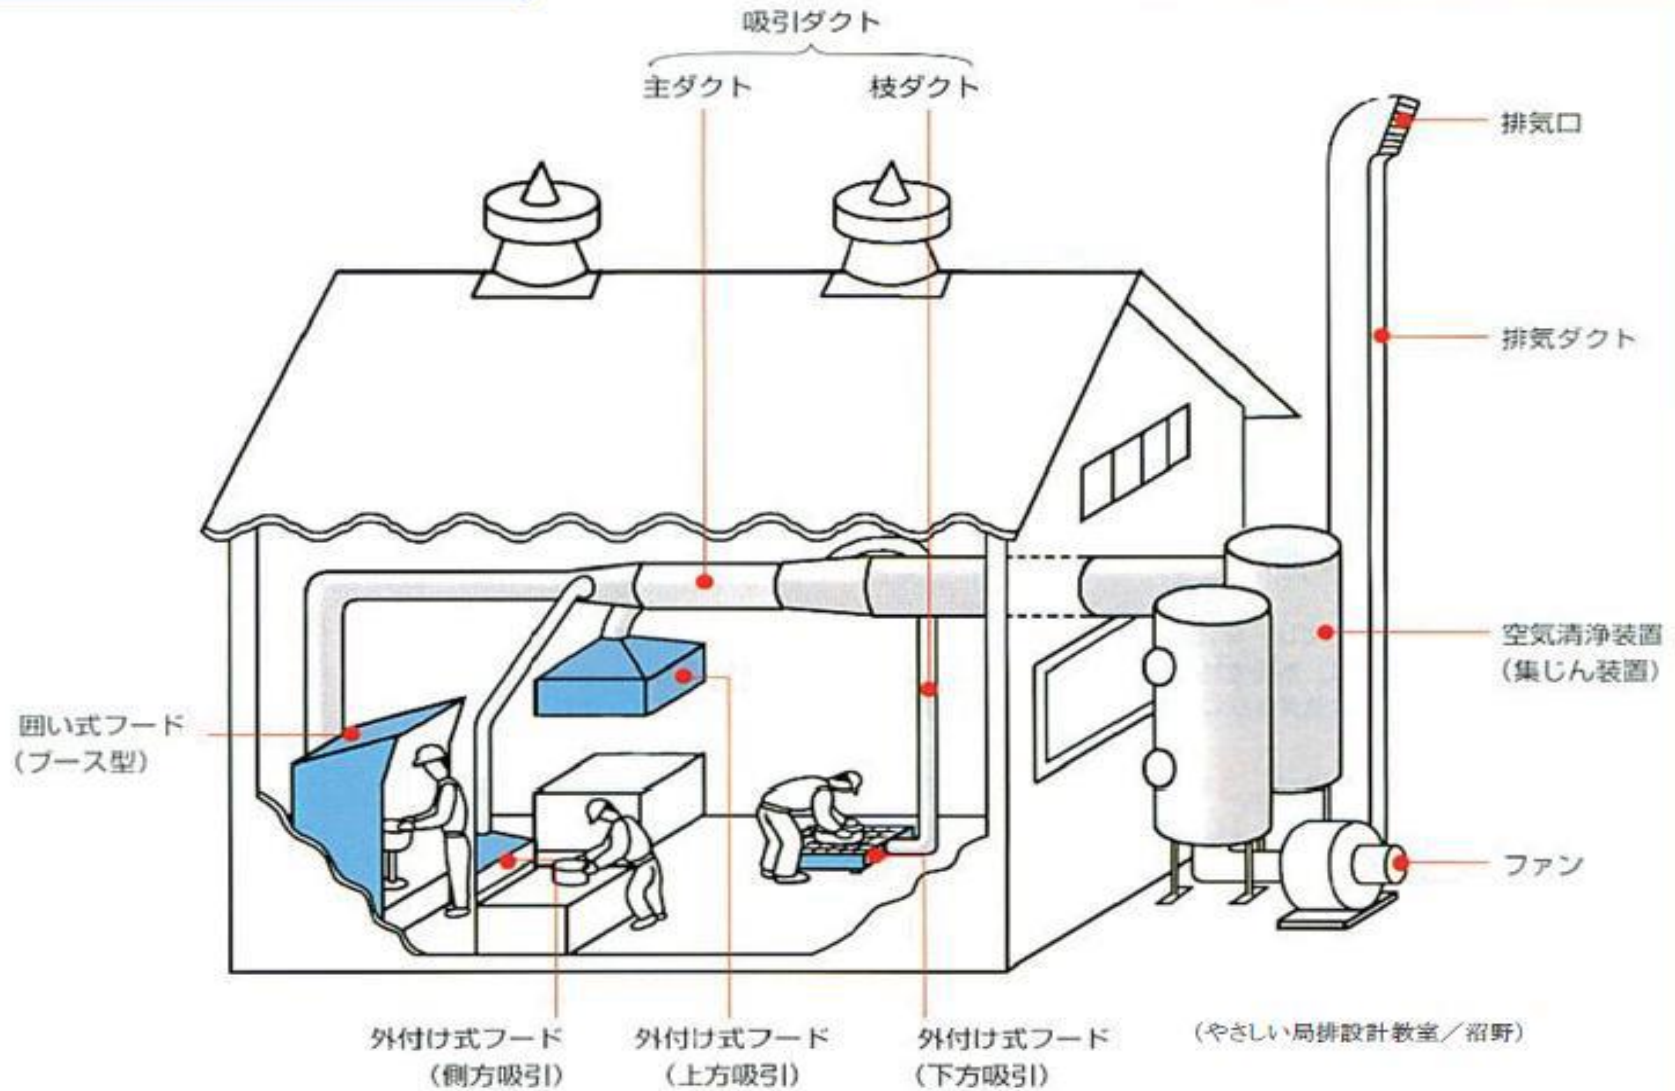 吸引ダクト
主ダクト
枝ダクト
排気口
排気ダクト
空気清浄装置
(集じん装置)
囲い式フード
(ブース型)
ファン
外付け式フード
(側方吸引)
外付け式フード
(上方吸引)
外付け式フード
(下方吸引)
(やさしい局排設計教室/沼野)